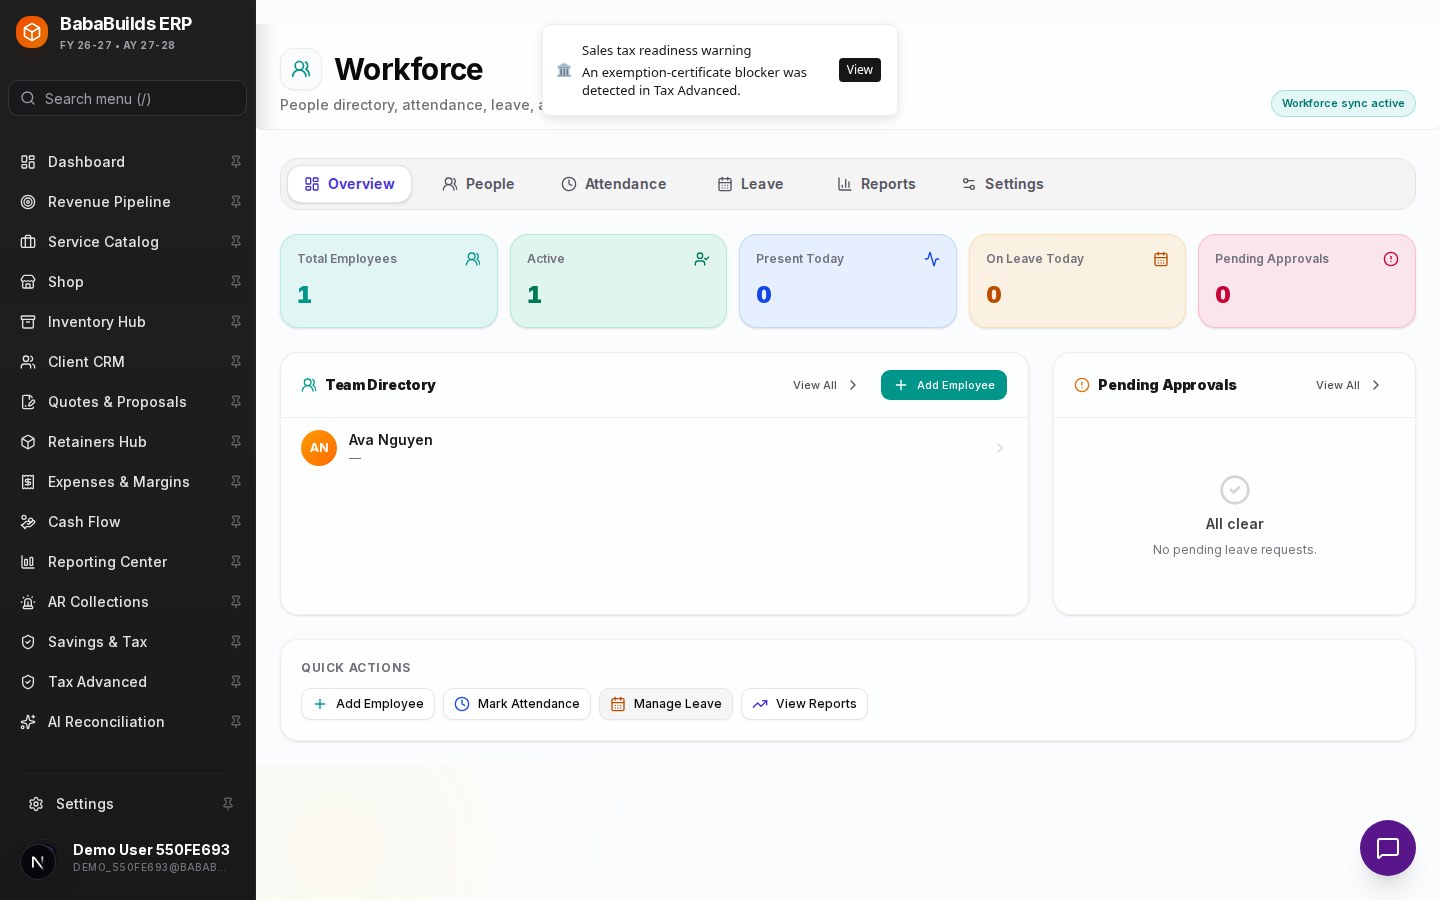 BabaBuilds ERP
FY 26-27 • AY 27-28
Search menu (/)
Dashboard
Revenue Pipeline
Service Catalog
Shop
Inventory Hub
Client CRM
Quotes & Proposals
Retainers Hub
Expenses & Margins
Cash Flow
Reporting Center
AR Collections
Savings & Tax
Tax Advanced
AI Reconciliation
Settings
N
Demo User 550FE693
DEMO_550FE693@BABAB...
Workforce
People directory, attendance, leave,
Sales tax readiness warning
An exemption-certificate blocker was
detected in Tax Advanced.
View
Workforce sync active
Overview
People
Attendance
Leave
Reports
Settings
Total Employees
1
Active
1
Present Today
0
On Leave Today
0
Pending Approvals
0
Team Directory
View All
Add Employee
AN
Ava Nguyen
—
Pending Approvals
View All
All clear
No pending leave requests.
QUICK ACTIONS
Add Employee
Mark Attendance
Manage Leave
View Reports